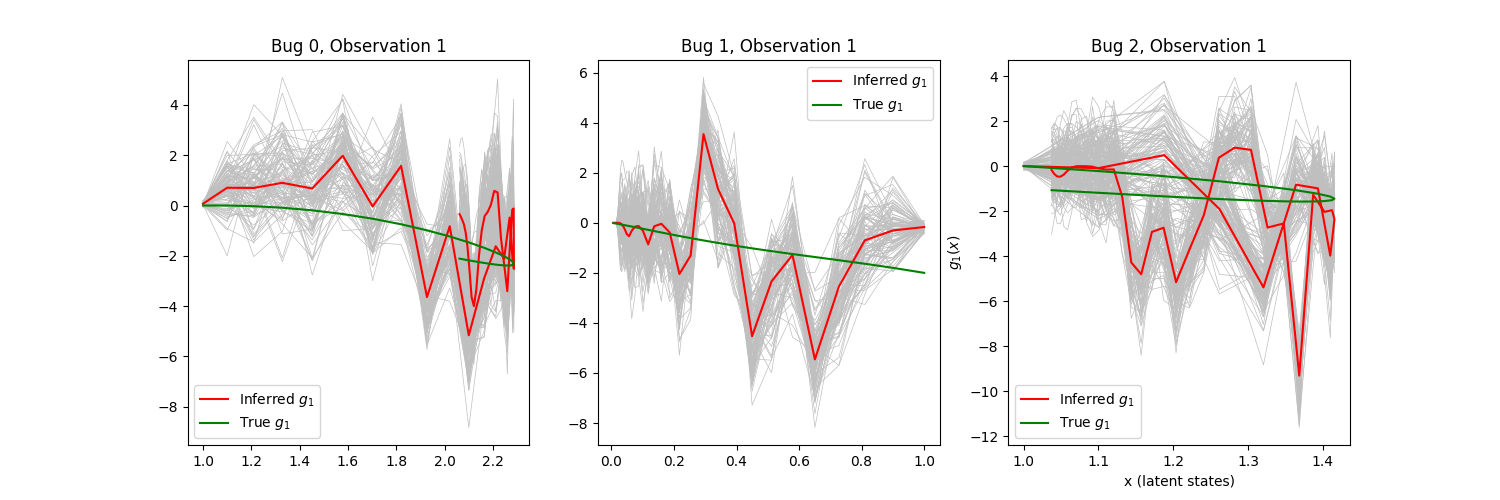 Bug 0, Observation 1
4
2
0
−2
−4
−6
−8
1.0 1.2 1.4 1.6 1.8 2.0 2.2
Inferred g₁
True g₁
Bug 1, Observation 1
6
4
2
0
−2
−4
−6
−8
0.0 0.2 0.4 0.6 0.8 1.0
Inferred g₁
True g₁
Bug 2, Observation 1
g₁(x)
4
2
0
−2
−4
−6
−8
−10
−12
1.0 1.1 1.2 1.3 1.4
x (latent states)
Inferred g₁
True g₁